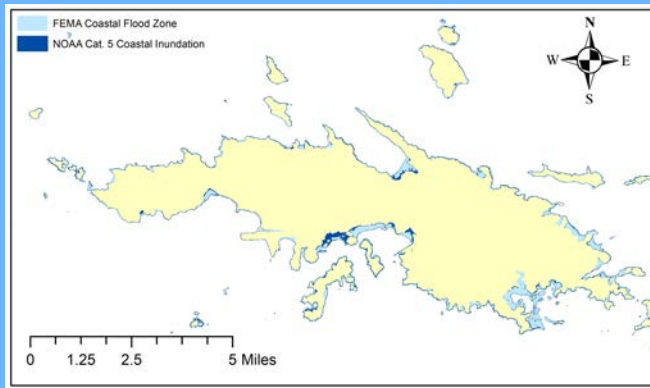 FEMA Coastal Flood Zone
NOAA Cat. 5 Coastal Inundation
N
W E
S
0 1.25 2.5 5 Miles